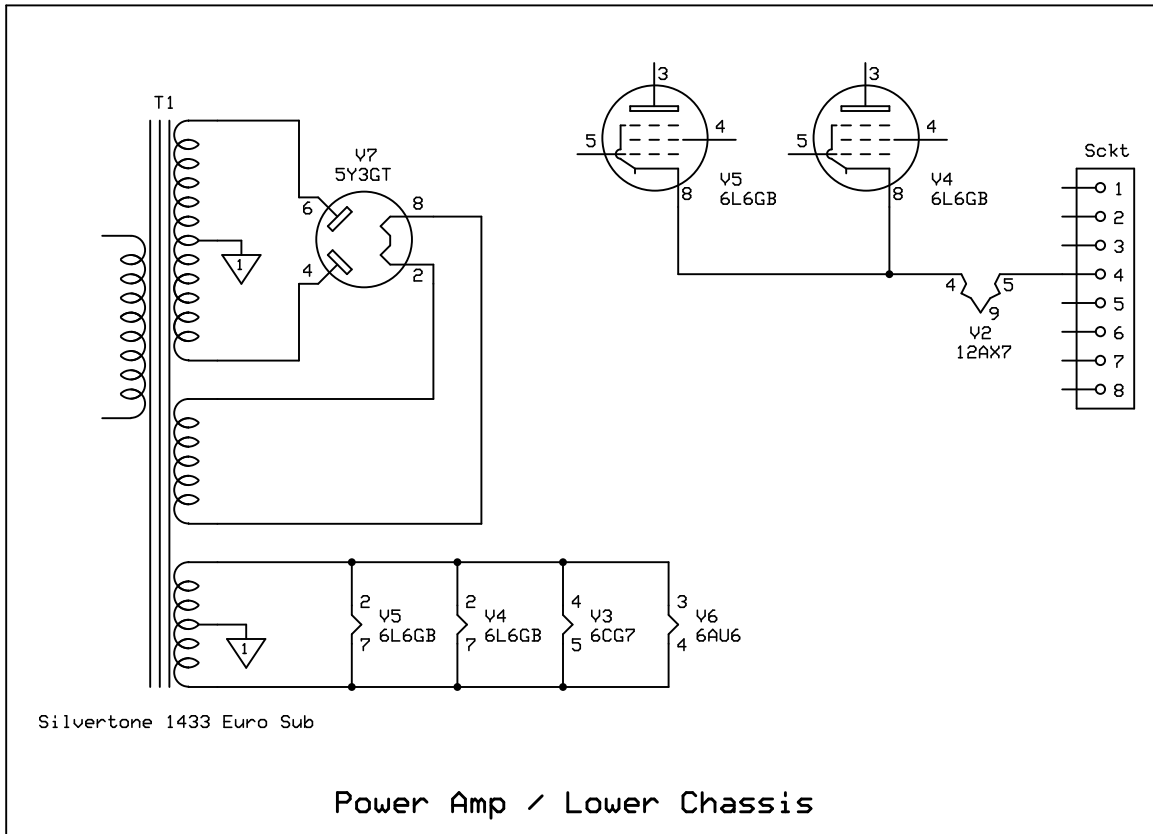 T1
V7
5Y3GT
6
8
4
2
1
3
5
4
8
V5
6L6GB
3
5
4
8
V4
6L6GB
Sckt
1
2
3
4
5
6
7
8
4
5
9
V2
12AX7
1
2
7
V5
6L6GB
2
7
V4
6L6GB
4
5
V3
6CG7
3
4
V6
6AU6
Silvertone 1433 Euro Sub
Power Amp / Lower Chassis